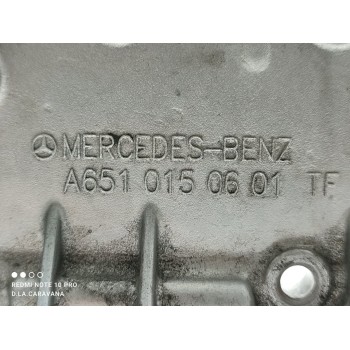 MERCEDES-BENZ
A651 015 06 01 TF
REDMI NOTE 10 PRO
D.LA CARAVANA